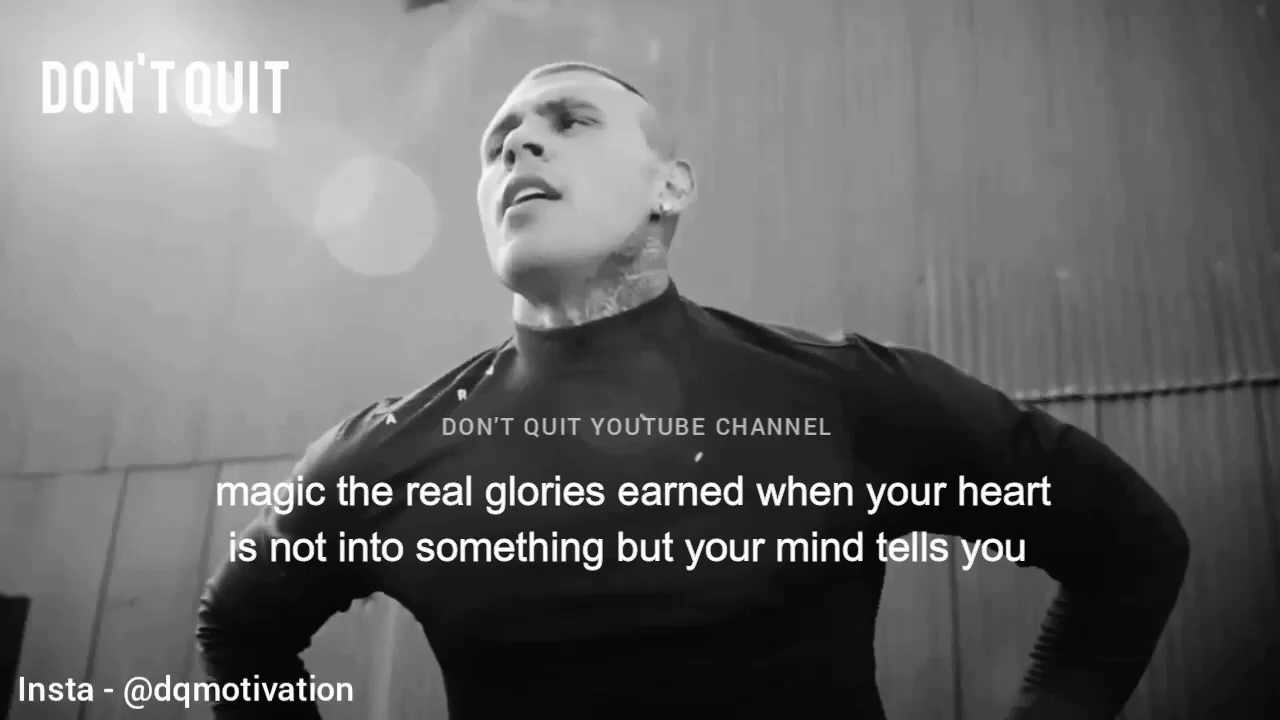 DON'T QUIT
A R
DON'T QUIT YOUTUBE CHANNEL
magic the real glories earned when your heart
is not into something but your mind tells you
Insta - @dqmotivation